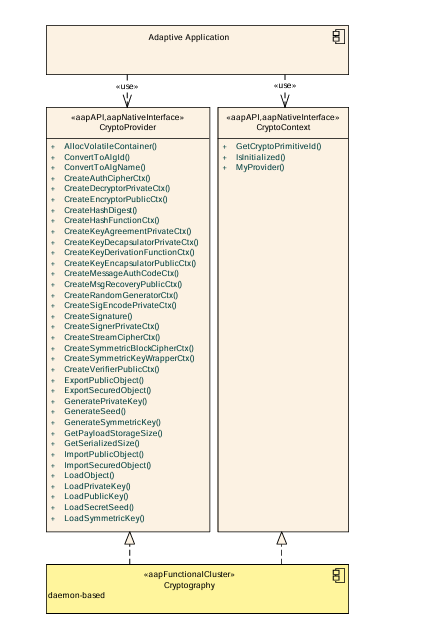 Adaptive Application
«use»
«use»
«aapAPI,aapNativeInterface»
CryptoProvider
+ AllocVolatileContainer()
+ ConvertToAlgId()
+ ConvertToAlgName()
+ CreateAuthCipherCtx()
+ CreateDecryptorPrivateCtx()
+ CreateEncryptorPublicCtx()
+ CreateHashDigest()
+ CreateHashFunctionCtx()
+ CreateKeyAgreementPrivateCtx()
+ CreateKeyDecapsulatorPrivateCtx()
+ CreateKeyDerivationFunctionCtx()
+ CreateKeyEncapsulatorPublicCtx()
+ CreateMessageAuthCodeCtx()
+ CreateMsgRecoveryPublicCtx()
+ CreateRandomGeneratorCtx()
+ CreateSigEncodePrivateCtx()
+ CreateSignature()
+ CreateSignerPrivateCtx()
+ CreateStreamCipherCtx()
+ CreateSymmetricBlockCipherCtx()
+ CreateSymmetricKeyWrapperCtx()
+ CreateVerifierPublicCtx()
+ ExportPublicObject()
+ ExportSecuredObject()
+ GeneratePrivateKey()
+ GenerateSeed()
+ GenerateSymmetricKey()
+ GetPayloadStorageSize()
+ GetSerializedSize()
+ ImportPublicObject()
+ ImportSecuredObject()
+ LoadObject()
+ LoadPrivateKey()
+ LoadPublicKey()
+ LoadSecretSeed()
+ LoadSymmetricKey()
«aapAPI,aapNativeInterface»
CryptoContext
+ GetCryptoPrimitiveId()
+ IsInitialized()
+ MyProvider()
«aapFunctionalCluster»
Cryptography
daemon-based